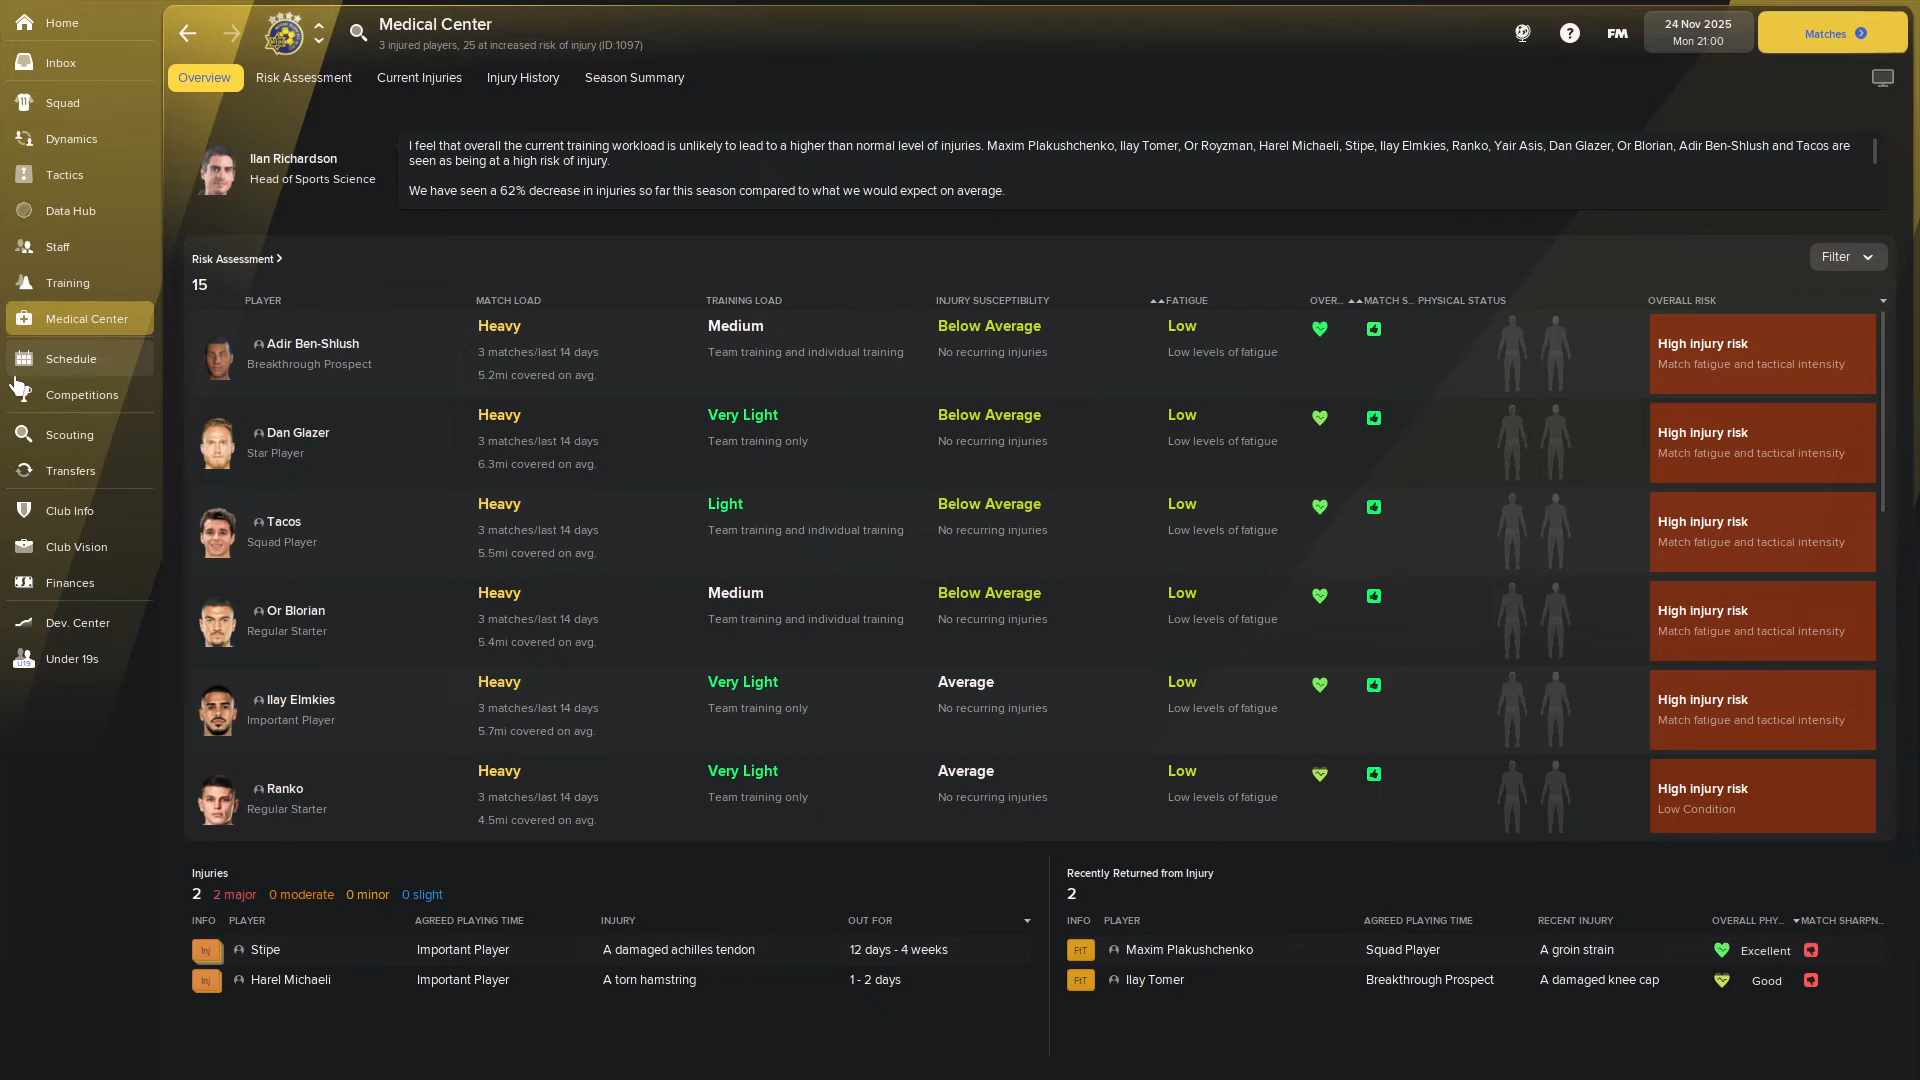 Home
Inbox
Squad
Dynamics
Tactics
Data Hub
Staff
Training
Medical Center
Schedule
Competitions
Scouting
Transfers
Club Info
Club Vision
Finances
Dev. Center
U19
Under 19s
Medical Center
3 injured players, 25 at increased risk of injury (ID:1097)
?
FM
24 Nov 2025
Mon 21:00
Matches
Overview
Risk Assessment
Current Injuries
Injury History
Season Summary
Ilan Richardson
Head of Sports Science
I feel that overall the current training workload is unlikely to lead to a higher than normal level of injuries. Maxim Plakushchenko, Ilay Tomer, Or Royzman, Harel Michaeli, Stipe, Ilay Elmkies, Ranko, Yair Asis, Dan Glazer, Or Blorian, Adir Ben-Shlush and Tacos are
seen as being at a high risk of injury.
We have seen a 62% decrease in injuries so far this season compared to what we would expect on average.
Risk Assessment
15
Filter
PLAYER MATCH LOAD TRAINING LOAD INJURY SUSCEPTIBILITY FATIGUE OVER... MATCH S... PHYSICAL STATUS OVERALL RISK
Adir Ben-Shlush
Breakthrough Prospect
Heavy
3 matches/last 14 days
5.2mi covered on avg.
Medium
Team training and individual training
Below Average
No recurring injuries
Low
Low levels of fatigue
High injury risk
Match fatigue and tactical intensity
Dan Glazer
Star Player
Heavy
3 matches/last 14 days
6.3mi covered on avg.
Very Light
Team training only
Below Average
No recurring injuries
Low
Low levels of fatigue
High injury risk
Match fatigue and tactical intensity
Tacos
Squad Player
Heavy
3 matches/last 14 days
5.5mi covered on avg.
Light
Team training and individual training
Below Average
No recurring injuries
Low
Low levels of fatigue
High injury risk
Match fatigue and tactical intensity
Or Blorian
Regular Starter
Heavy
3 matches/last 14 days
5.4mi covered on avg.
Medium
Team training and individual training
Below Average
No recurring injuries
Low
Low levels of fatigue
High injury risk
Match fatigue and tactical intensity
Ilay Elmkies
Important Player
Heavy
3 matches/last 14 days
5.7mi covered on avg.
Very Light
Team training only
Average
No recurring injuries
Low
Low levels of fatigue
High injury risk
Match fatigue and tactical intensity
Ranko
Regular Starter
Heavy
3 matches/last 14 days
4.5mi covered on avg.
Very Light
Team training only
Average
No recurring injuries
Low
Low levels of fatigue
High injury risk
Low Condition
Injuries
2 2 major 0 moderate 0 minor 0 slight
INFO PLAYER AGREED PLAYING TIME INJURY OUT FOR
Inj Stipe Important Player A damaged achilles tendon 12 days - 4 weeks
Inj Harel Michaeli Important Player A torn hamstring 1 - 2 days
Recently Returned from Injury
2
INFO PLAYER AGREED PLAYING TIME RECENT INJURY OVERALL PHY... MATCH SHARPN...
FtT Maxim Plakushchenko Squad Player A groin strain Excellent
FtT Ilay Tomer Breakthrough Prospect A damaged knee cap Good